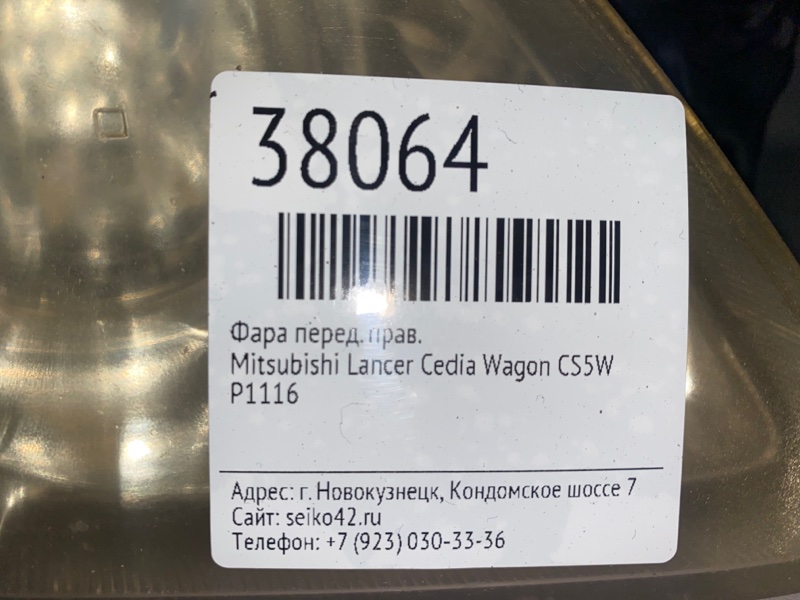 38064
Фара перед. прав.
Mitsubishi Lancer Cedia Wagon CS5W
P1116
Адрес: г. Новокузнецк, Кондомское шоссе 7
Сайт: seiko42.ru
Телефон: +7 (923) 030-33-36